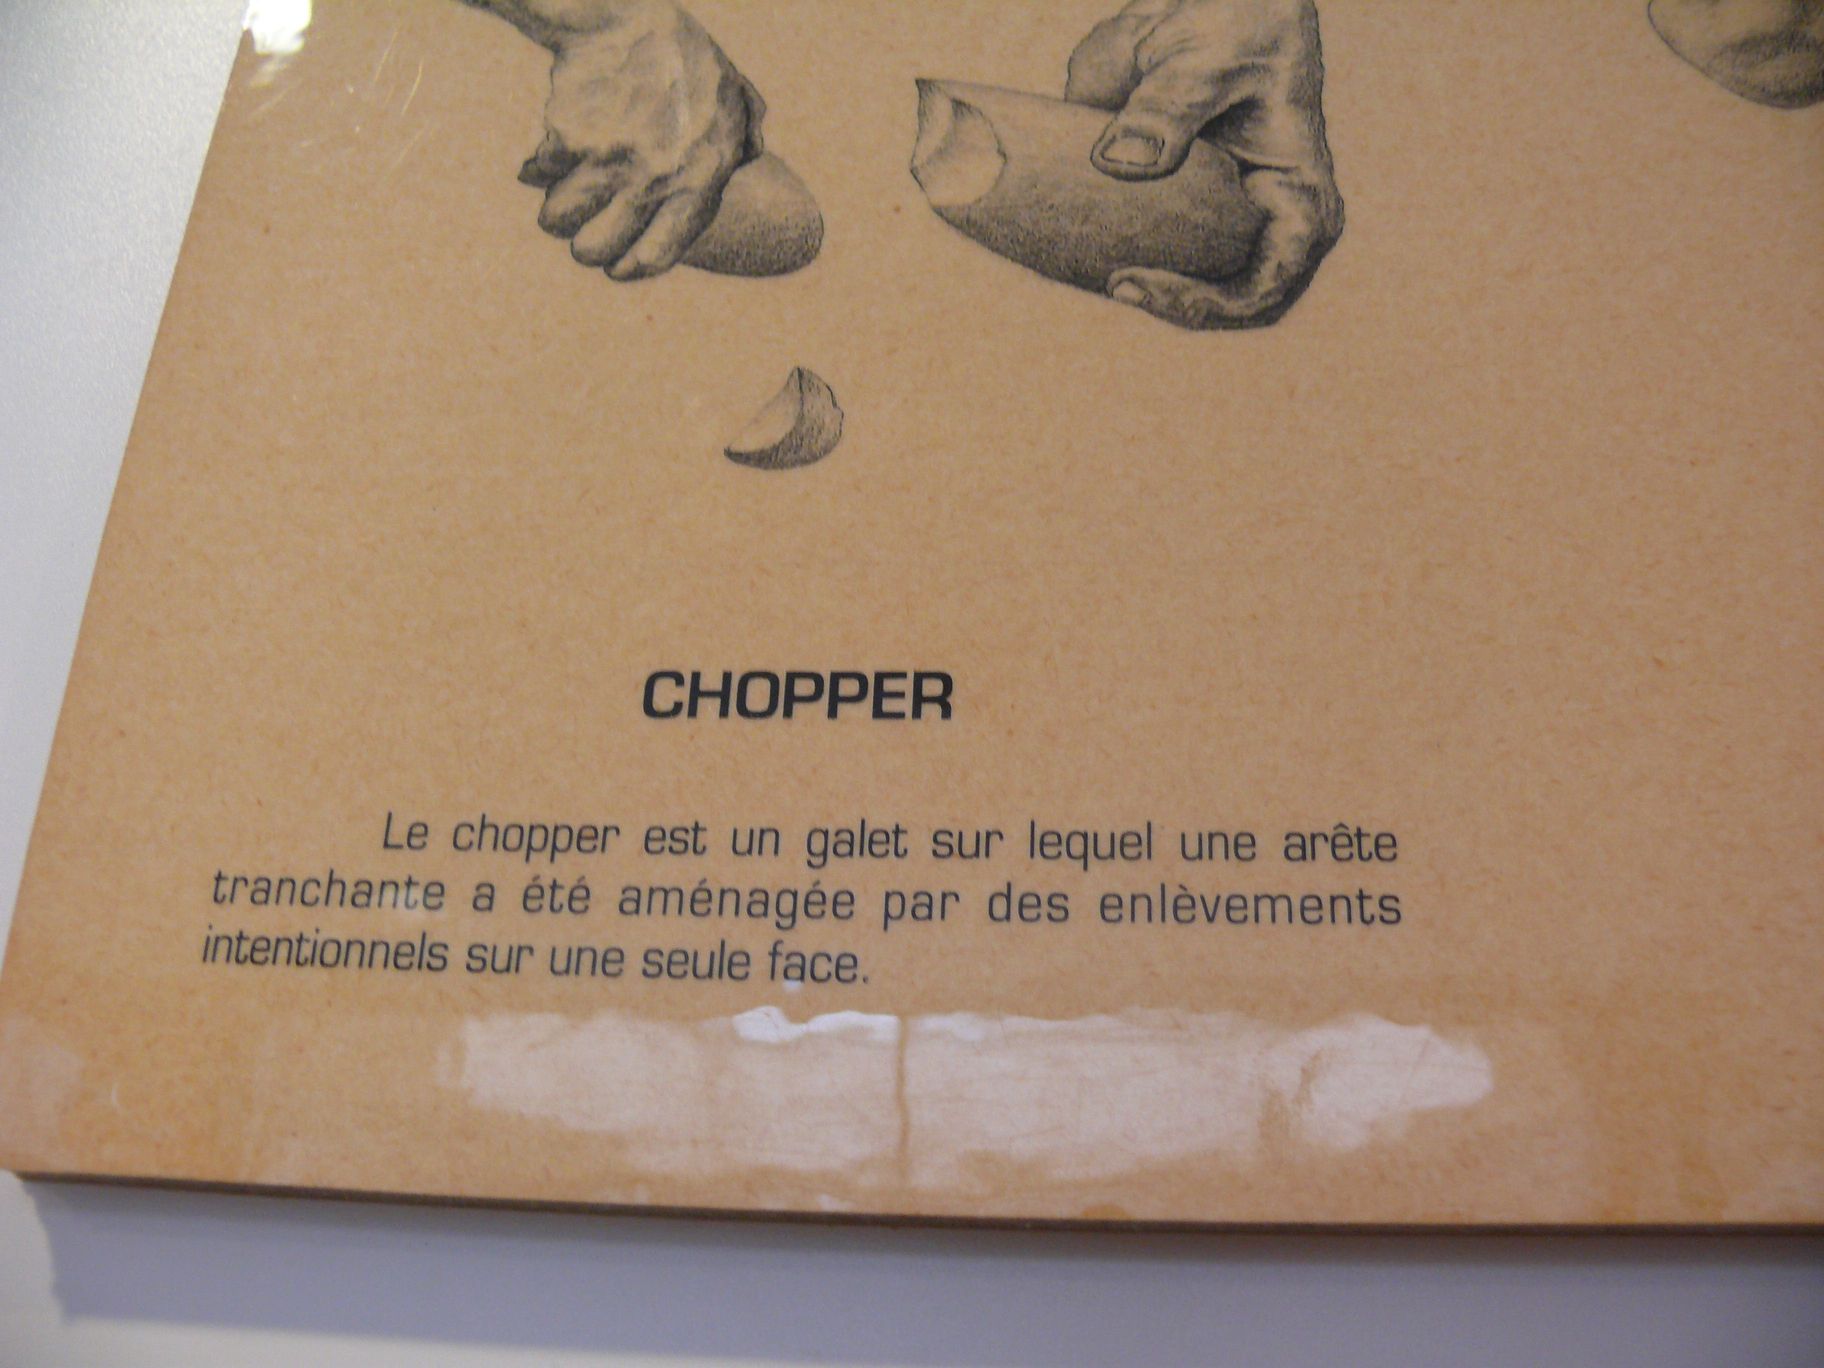 CHOPPER
Le chopper est un galet sur lequel une arête
tranchante a été aménagée par des enlèvements
intentionnels sur une seule face.